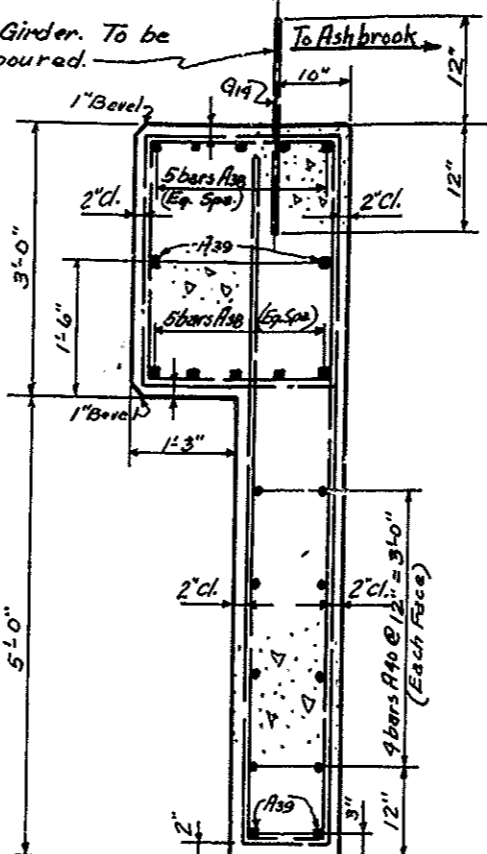 Girder. To be
poured.
To Ashbrook
12"
G14
10"
1" Bevel
12"
5 bars A38
(Eq. Spa.)
2" Cl.
2" Cl.
3'-0"
A39
1'-6"
5 bars A38 (Eq. Spa.)
1" Bevel
1'-3"
2" Cl.
2" Cl.
4 bars A40 @ 12" = 3'-0"
(Each Face)
5'-0"
A39
2"
3"
12"